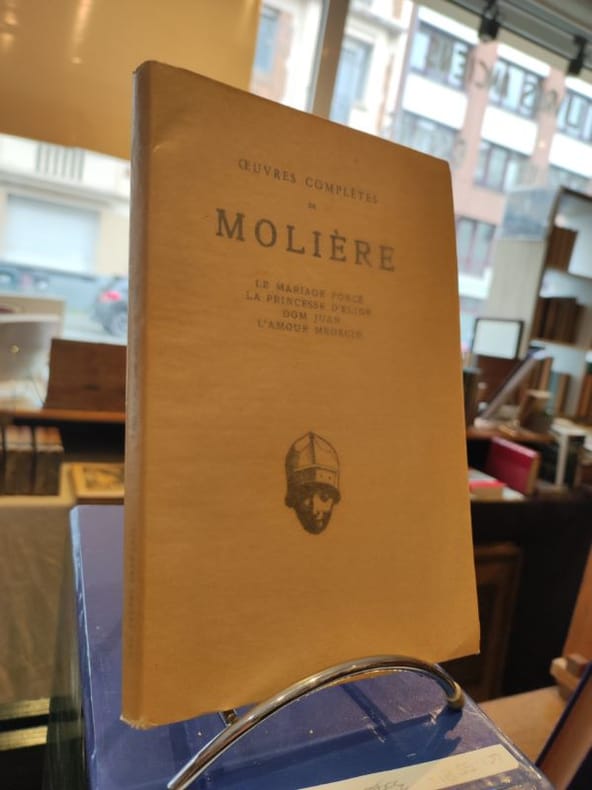 ŒUVRES COMPLÈTES
DE
MOLIÈRE
LE MARIAGE FORCÉ
LA PRINCESSE D'ÉLIDE
DOM JUAN
L'AMOUR MÉDECIN